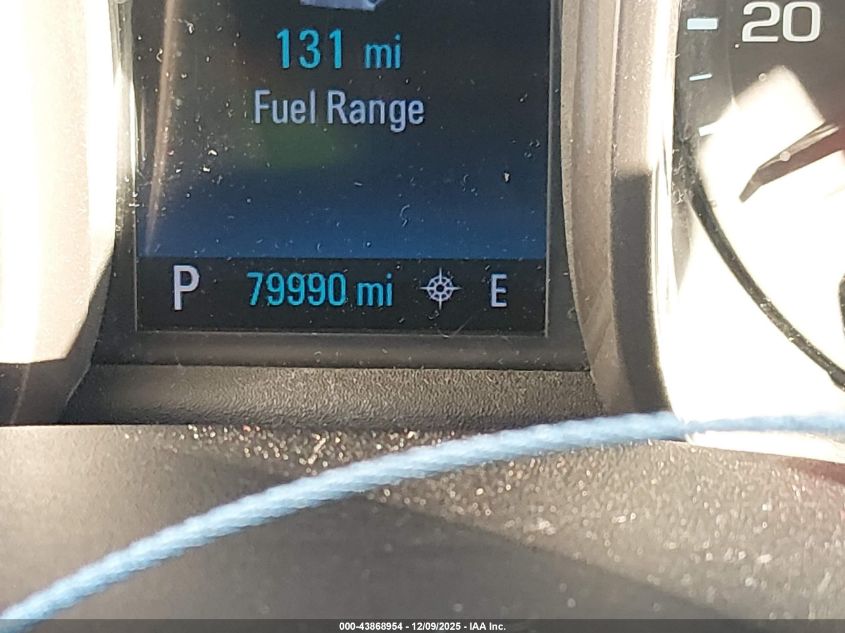 20
131 mi
Fuel Range
P 79990 mi E
000-43868954 - 12/09/2025 - IAA Inc.